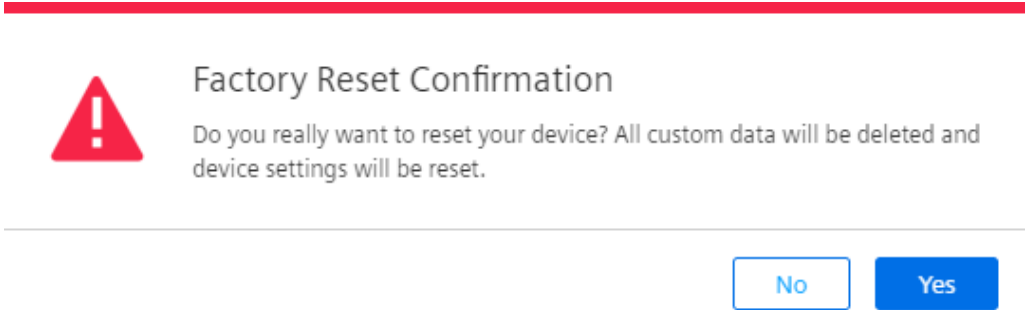 Factory Reset Confirmation
Do you really want to reset your device? All custom data will be deleted and
device settings will be reset.
No
Yes